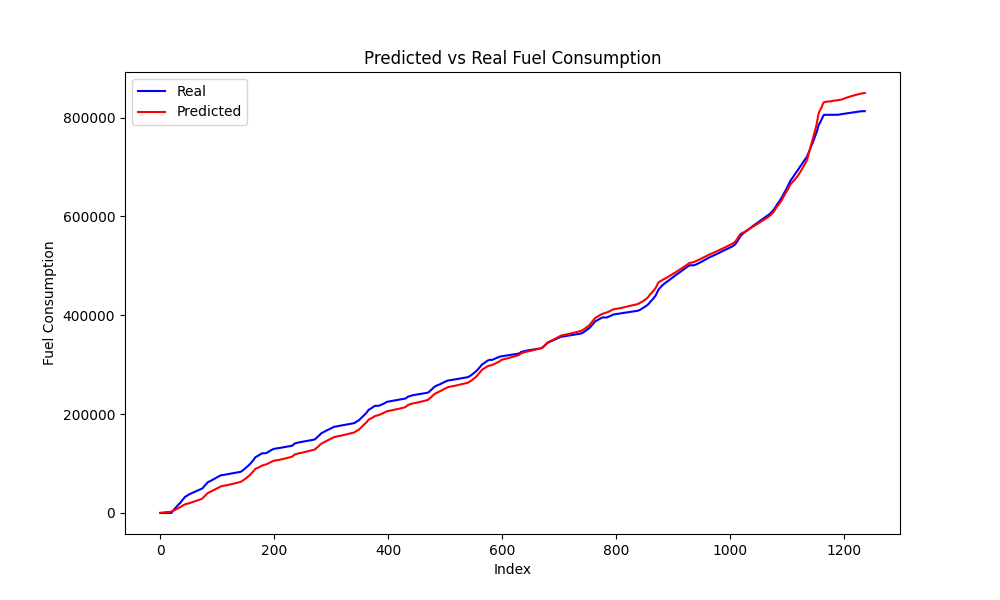 Predicted vs Real Fuel Consumption
Real
Predicted
800000
600000
400000
200000
0
Fuel Consumption
0 200 400 600 800 1000 1200
Index